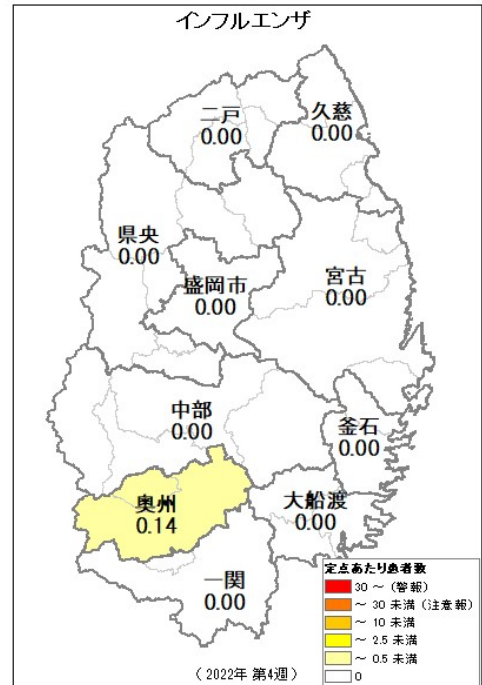 インフルエンザ
二戸
0.00
久慈
0.00
県央
0.00
盛岡市
0.00
宮古
0.00
中部
0.00
釜石
0.00
奥州
0.14
大船渡
0.00
一関
0.00
定点あたり患者数
30 ~ (警報)
~ 30 未満 (注意報)
~ 10 未満
~ 2.5 未満
~ 0.5 未満
0
( 2022年 第4週 )